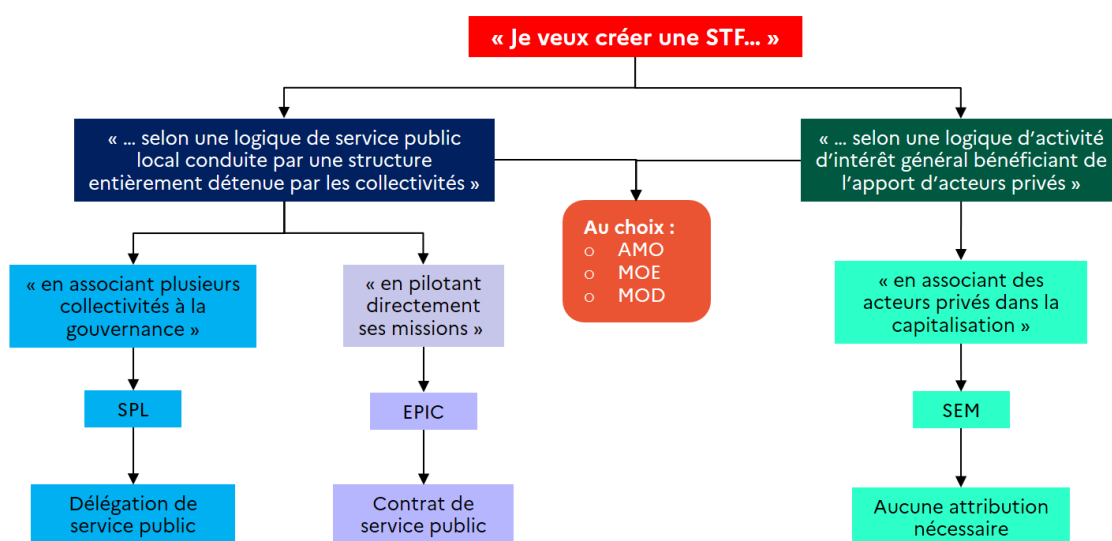 « Je veux créer une STF... »
« ... selon une logique de service public
local conduite par une structure
entièrement détenue par les collectivités »
« ... selon une logique d’activité
d’intérêt général bénéficiant de
l’apport d’acteurs privés »
Au choix :
o AMO
o MOE
o MOD
« en associant plusieurs
collectivités à la
gouvernance »
« en pilotant
directement
ses missions »
« en associant des
acteurs privés dans la
capitalisation »
SPL
EPIC
SEM
Délégation de
service public
Contrat de
service public
Aucune attribution
nécessaire